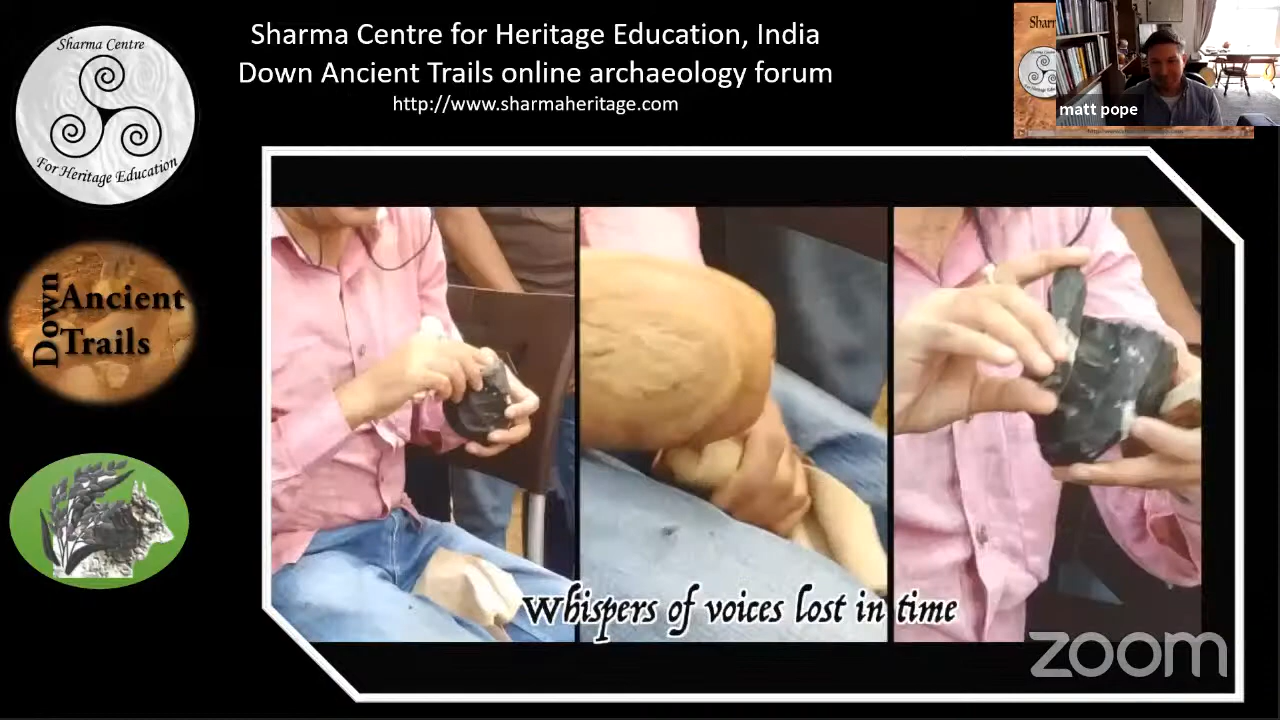 Sharma Centre for Heritage Education, India
Down Ancient Trails online archaeology forum
http://www.sharmaheritage.com
Sharma Centre
For Heritage Education
Down
Ancient
Trails
matt pope
Whispers of voices lost in time
zoom